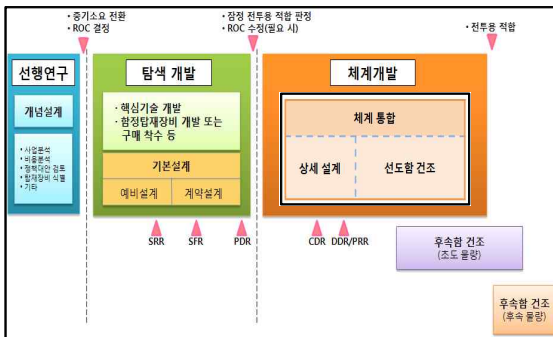 · 중기소요 전환
· ROC 결정
· 잠정 전투용 적합 판정
· ROC 수정(필요 시)
· 전투용 적합
선행연구
개념설계
· 사업분석
· 비용분석
· 정책대안 검토
· 탑재장비 식별
· 기타
탐색 개발
· 핵심기술 개발
· 함정탑재장비 개발 또는
구매 착수 등
기본설계
예비설계
계약설계
체계개발
체계 통합
상세 설계
선도함 건조
SRR
SFR
PDR
CDR
DDR/PRR
후속함 건조
(초도 물량)
후속함 건조
(후속 물량)